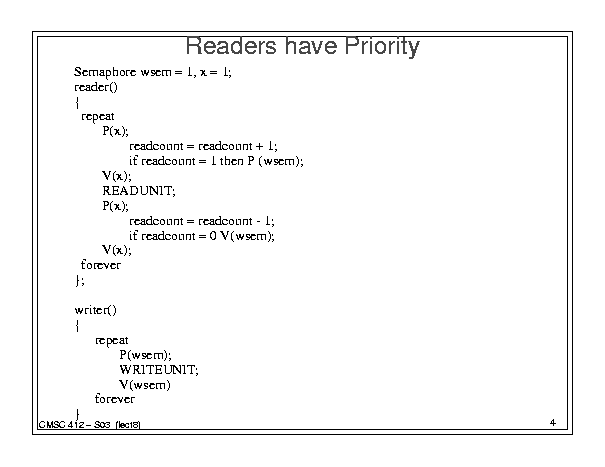 Readers have Priority
Semaphore wsem = 1, x = 1;
reader()
{
repeat
P(x);
readcount = readcount + 1;
if readcount = 1 then P (wsem);
V(x);
READUNIT;
P(x);
readcount = readcount - 1;
if readcount = 0 V(wsem);
V(x);
forever
};
writer()
{
repeat
P(wsem);
WRITEUNIT;
V(wsem)
forever
}
CMSC 412 – S03 (lect8)
4